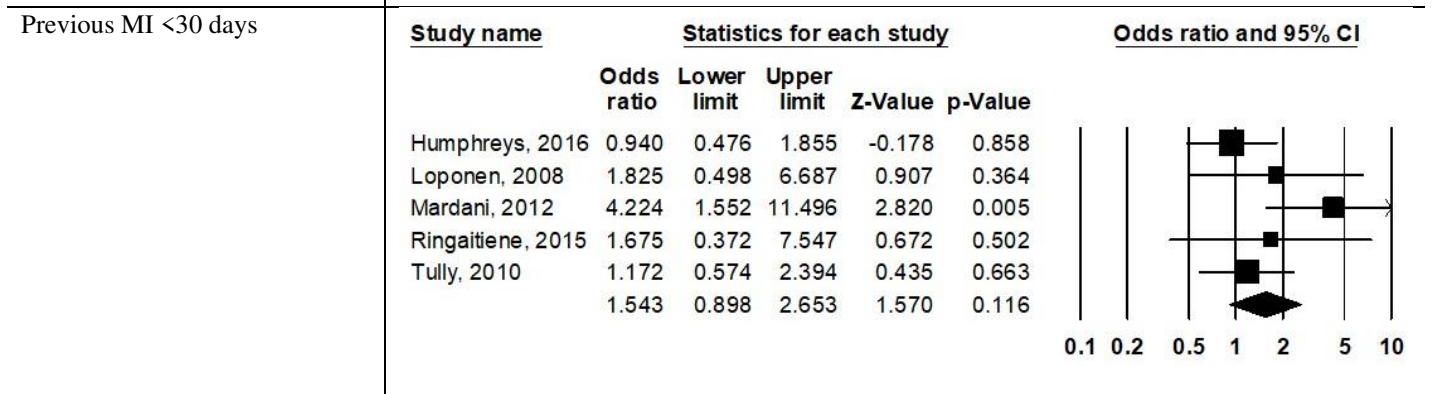 Previous MI <30 days
Study name Statistics for each study Odds ratio and 95% CI
Odds Lower Upper
ratio limit limit Z-Value p-Value
Humphreys, 2016 0.940 0.476 1.855 -0.178 0.858
Loponen, 2008 1.825 0.498 6.687 0.907 0.364
Mardani, 2012 4.224 1.552 11.496 2.820 0.005
Ringaitiene, 2015 1.675 0.372 7.547 0.672 0.502
Tully, 2010 1.172 0.574 2.394 0.435 0.663
1.543 0.898 2.653 1.570 0.116
0.1 0.2 0.5 1 2 5 10